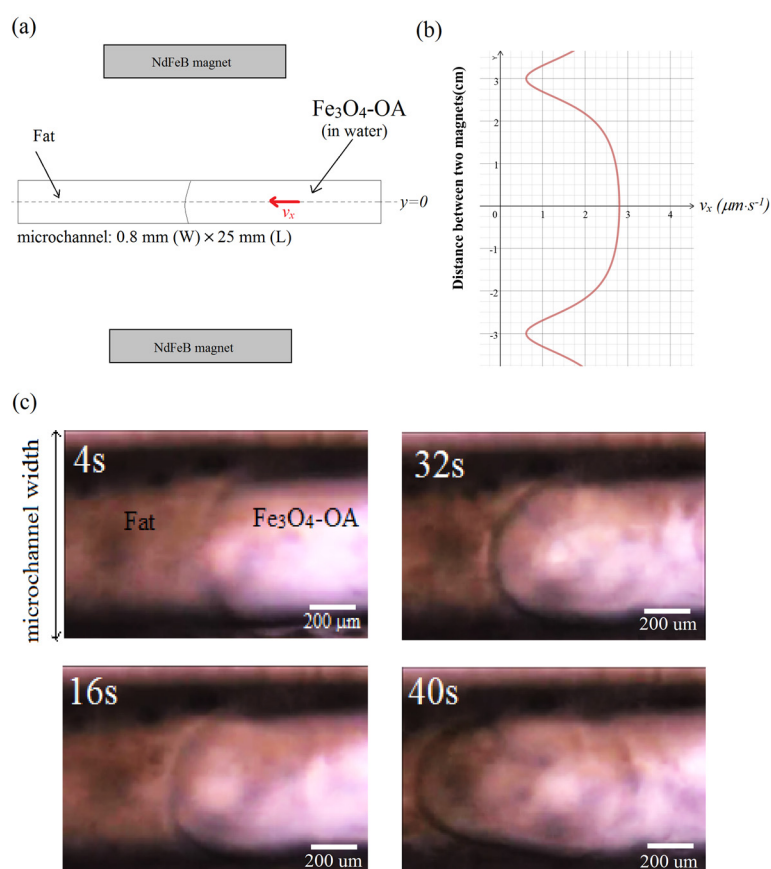 (a)
NdFeB magnet
Fe₃O₄-OA
(in water)
Fat
vₓ
y=0
microchannel: 0.8 mm (W) × 25 mm (L)
NdFeB magnet
(b)
Distance between two magnets(cm)
y
3
2
1
0
1
2
3
4
vₓ (μm·s⁻¹)
-1
-2
-3
(c)
microchannel width
4s
Fat
Fe₃O₄-OA
200 μm
32s
200 um
16s
200 um
40s
200 um